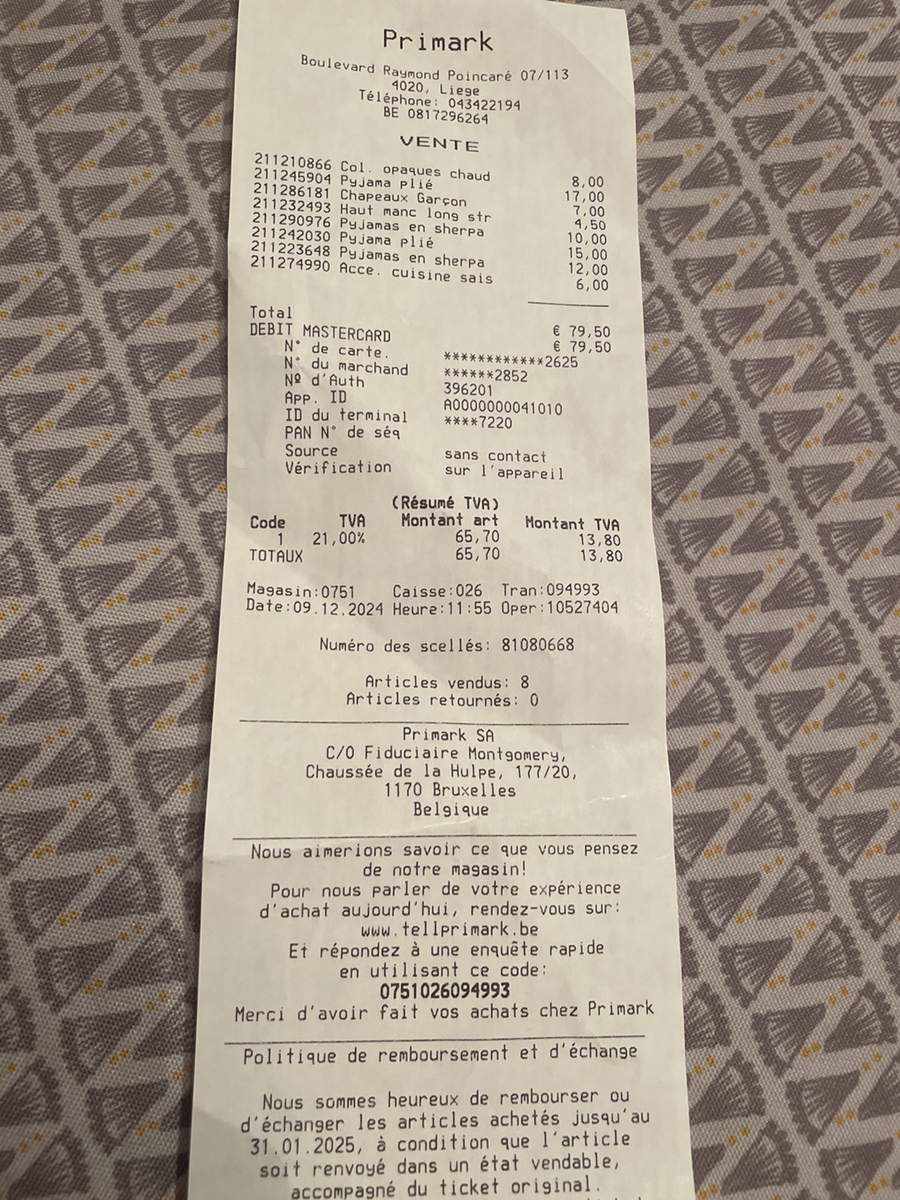 Primark
Boulevard Raymond Poincaré 07/113
4020, Liege
Téléphone: 043422194
BE 0817296264
VENTE
211210866 Col. opaques chaud 8,00
211245904 Pyjama plié 17,00
211286181 Chapeaux Garçon 7,00
211232493 Haut manc long str 4,50
211290976 Pyjamas en sherpa 10,00
211242030 Pyjama plié 15,00
211223648 Pyjamas en sherpa 12,00
211274990 Acce. cuisine sais 6,00
Total € 79,50
DEBIT MASTERCARD € 79,50
N° de carte. ************2625
N° du marchand ******2852
Nº d'Auth 396201
App. ID A0000000041010
ID du terminal ****7220
PAN N° de séq
Source sans contact
Vérification sur l'appareil
(Résumé TVA)
Code TVA Montant art Montant TVA
1 21,00% 65,70 13,80
TOTAUX 65,70 13,80
Magasin:0751 Caisse:026 Tran:094993
Date:09.12.2024 Heure:11:55 Oper:10527404
Numéro des scellés: 81080668
Articles vendus: 8
Articles retournés: 0
Primark SA
C/O Fiduciaire Montgomery,
Chaussée de la Hulpe, 177/20,
1170 Bruxelles
Belgique
Nous aimerions savoir ce que vous pensez
de notre magasin!
Pour nous parler de votre expérience
d'achat aujourd'hui, rendez-vous sur:
www.tellprimark.be
Et répondez à une enquête rapide
en utilisant ce code:
0751026094993
Merci d'avoir fait vos achats chez Primark
Politique de remboursement et d'échange
Nous sommes heureux de rembourser ou
d'échanger les articles achetés jusqu'au
31.01.2025, à condition que l'article
soit renvoyé dans un état vendable,
accompagné du ticket original.